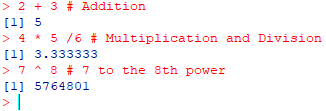 > 2 + 3 # Addition
[1] 5
> 4 * 5 /6 # Multiplication and Division
[1] 3.333333
> 7 ^ 8 # 7 to the 8th power
[1] 5764801
>